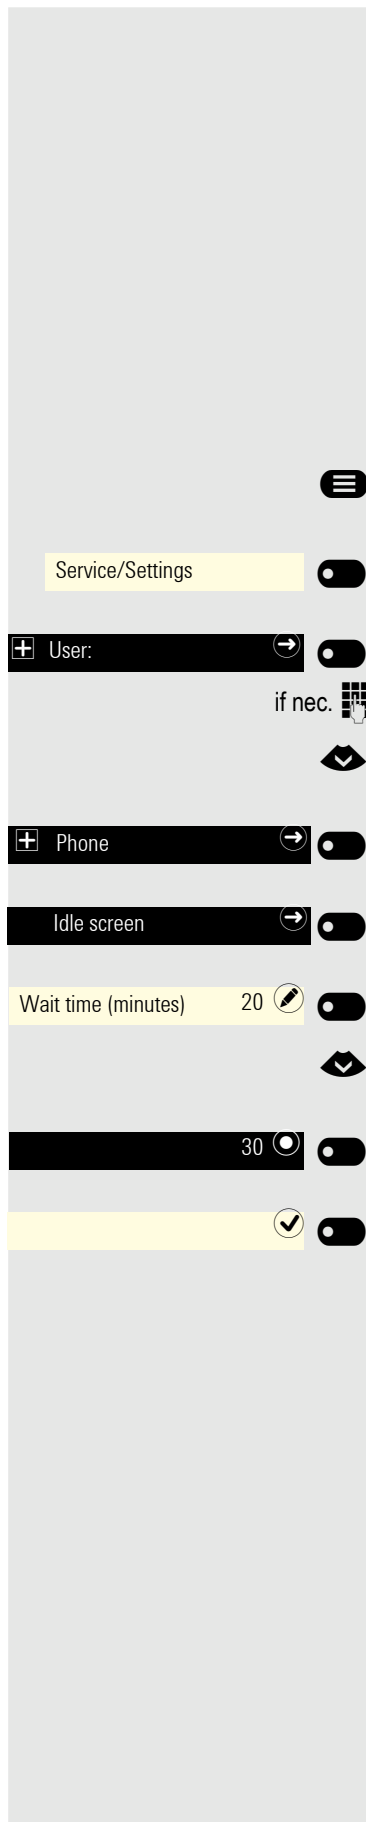 Service/Settings
User:
if nec.
Phone
Idle screen
Wait time (minutes) 20
30